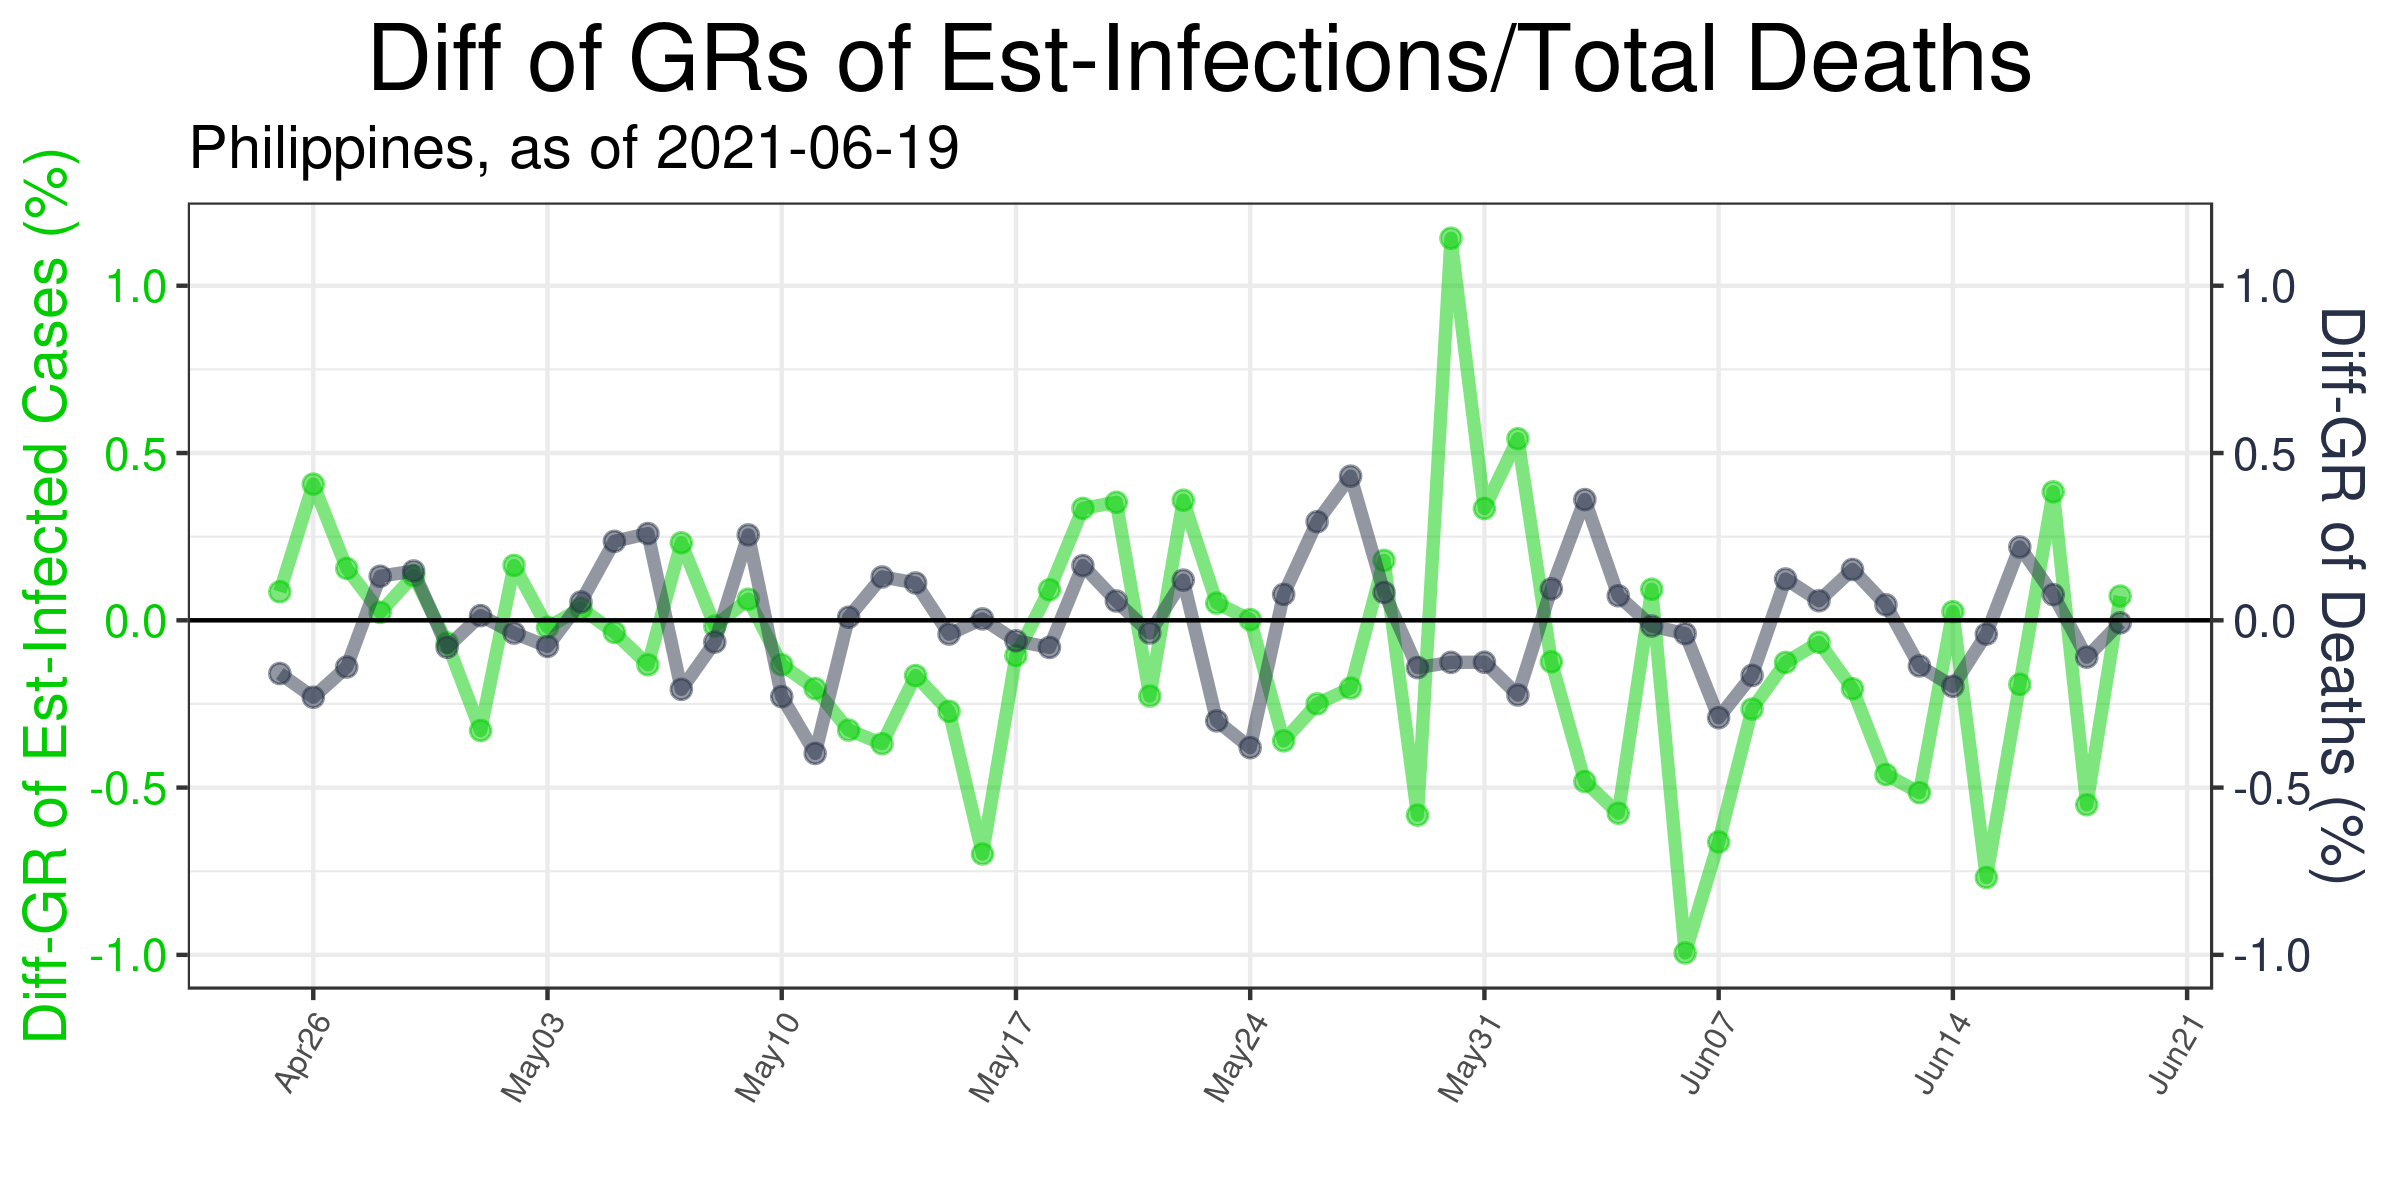 Diff of GRs of Est-Infections/Total Deaths
Philippines, as of 2021-06-19
Diff-GR of Est-Infected Cases (%)
1.0
0.5
0.0
-0.5
-1.0
1.0
0.5
0.0
-0.5
-1.0
Diff-GR of Deaths (%)
Apr26
May03
May10
May17
May24
May31
Jun07
Jun14
Jun21